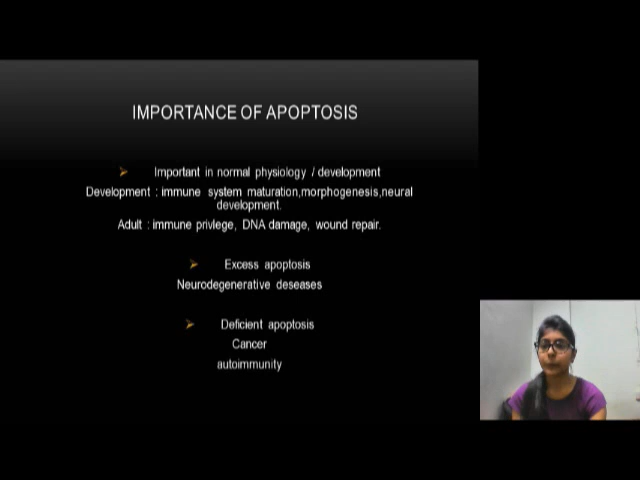 IMPORTANCE OF APOPTOSIS
Important in normal physiology / development
Development : immune system maturation,morphogenesis,neural
development.
Adult : immune privlege, DNA damage, wound repair.
Excess apoptosis
Neurodegenerative deseases
Deficient apoptosis
Cancer
autoimmunity